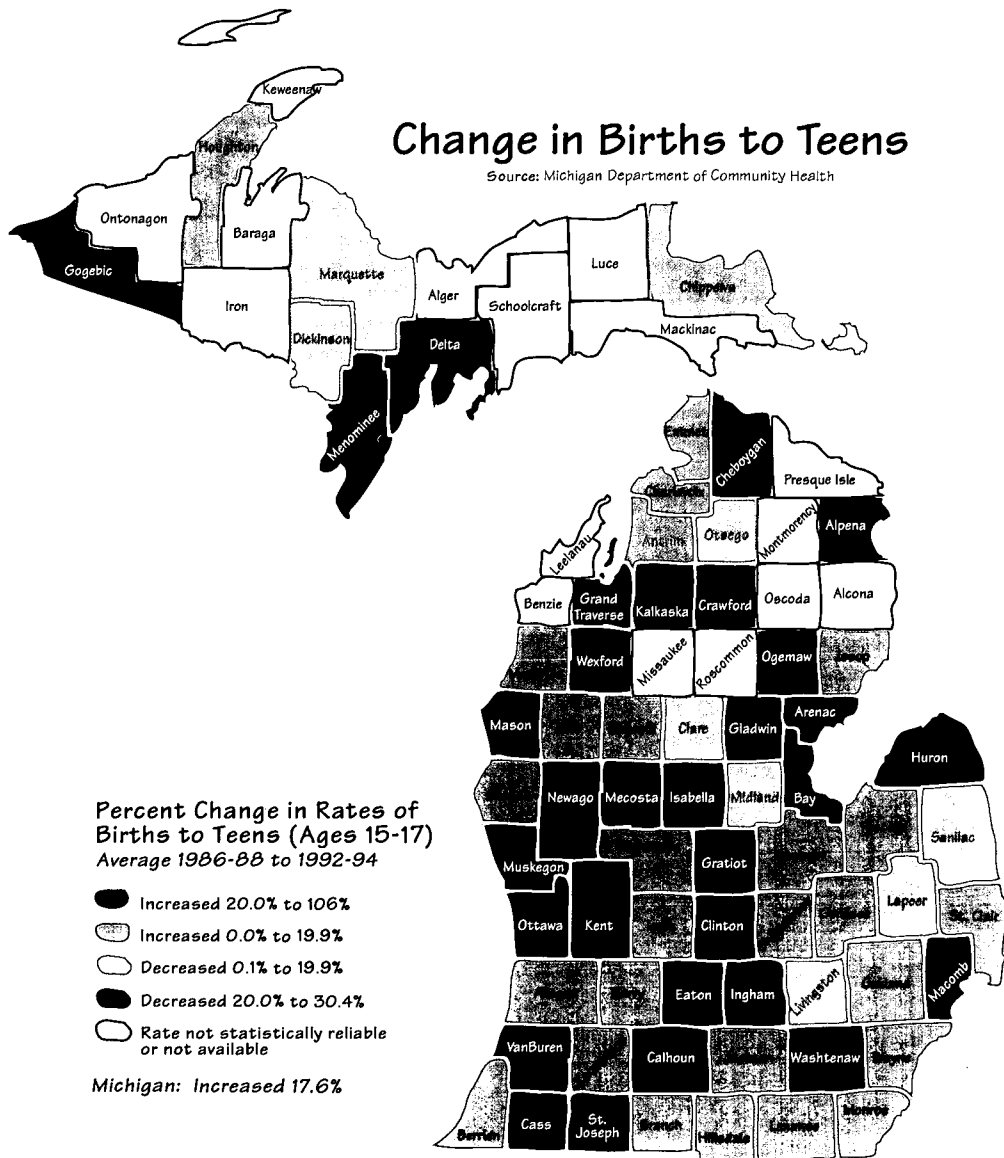 Change in Births to Teens
Source: Michigan Department of Community Health
Keweenaw
Houghton
Ontonagon
Baraga
Gogebic
Marquette
Iron
Alger
Luce
Chippewa
Schoolcraft
Dickinson
Delta
Mackinac
Menominee
Cheboygan
Presque Isle
Antrim
Otsego
Montmorency
Alpena
Leelanau
Benzie
Grand
Traverse
Kalkaska
Crawford
Oscoda
Alcona
Wexford
Missaukee
Roscommon
Ogemaw
Mason
Clare
Gladwin
Arenac
Huron
Newago
Mecosta
Isabella
Midland
Bay
Sanilac
Muskegon
Gratiot
Ottawa
Kent
Clinton
Lapeer
St. Clair
Eaton
Ingham
Livingston
Oakland
Macomb
VanBuren
Calhoun
Washtenaw
Berrien
Cass
St.
Joseph
Branch
Hillsdale
Lenawee
Monroe
Percent Change in Rates of
Births to Teens (Ages 15-17)
Average 1986-88 to 1992-94
Increased 20.0% to 106%
Increased 0.0% to 19.9%
Decreased 0.1% to 19.9%
Decreased 20.0% to 30.4%
Rate not statistically reliable
or not available
Michigan: Increased 17.6%